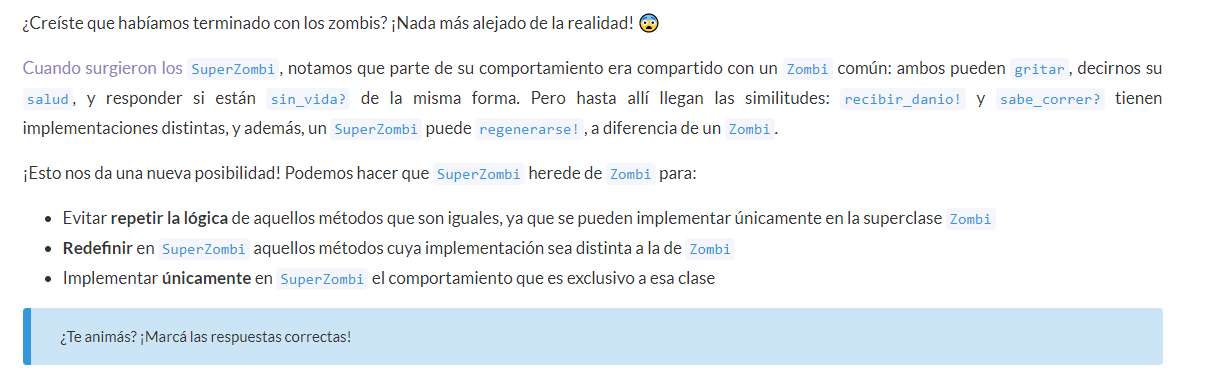 ¿Creíste que habíamos terminado con los zombis? ¡Nada más alejado de la realidad! 😨
Cuando surgieron los SuperZombi, notamos que parte de su comportamiento era compartido con un Zombi común: ambos pueden gritar, decirnos su
salud, y responder si están sin_vida? de la misma forma. Pero hasta allí llegan las similitudes: recibir_danio! y sabe_correr? tienen
implementaciones distintas, y además, un SuperZombi puede regenerarse!, a diferencia de un Zombi.
¡Esto nos da una nueva posibilidad! Podemos hacer que SuperZombi herede de Zombi para:
• Evitar repetir la lógica de aquellos métodos que son iguales, ya que se pueden implementar únicamente en la superclase Zombi
• Redefinir en SuperZombi aquellos métodos cuya implementación sea distinta a la de Zombi
• Implementar únicamente en SuperZombi el comportamiento que es exclusivo a esa clase
¿Te animás? ¡Marcá las respuestas correctas!